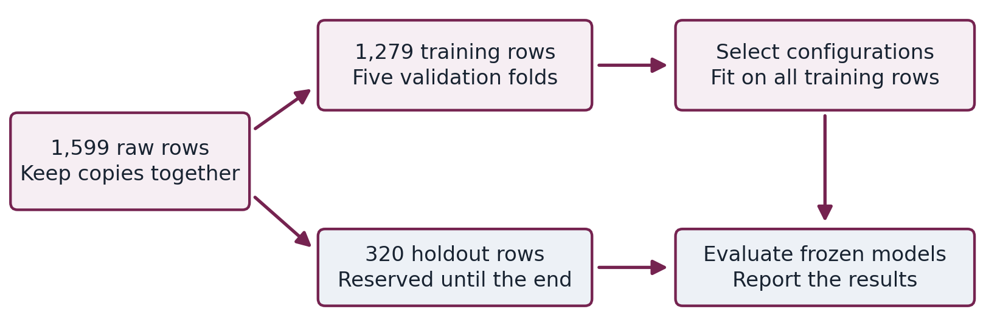 1,599 raw rows
Keep copies together
1,279 training rows
Five validation folds
Select configurations
Fit on all training rows
320 holdout rows
Reserved until the end
Evaluate frozen models
Report the results